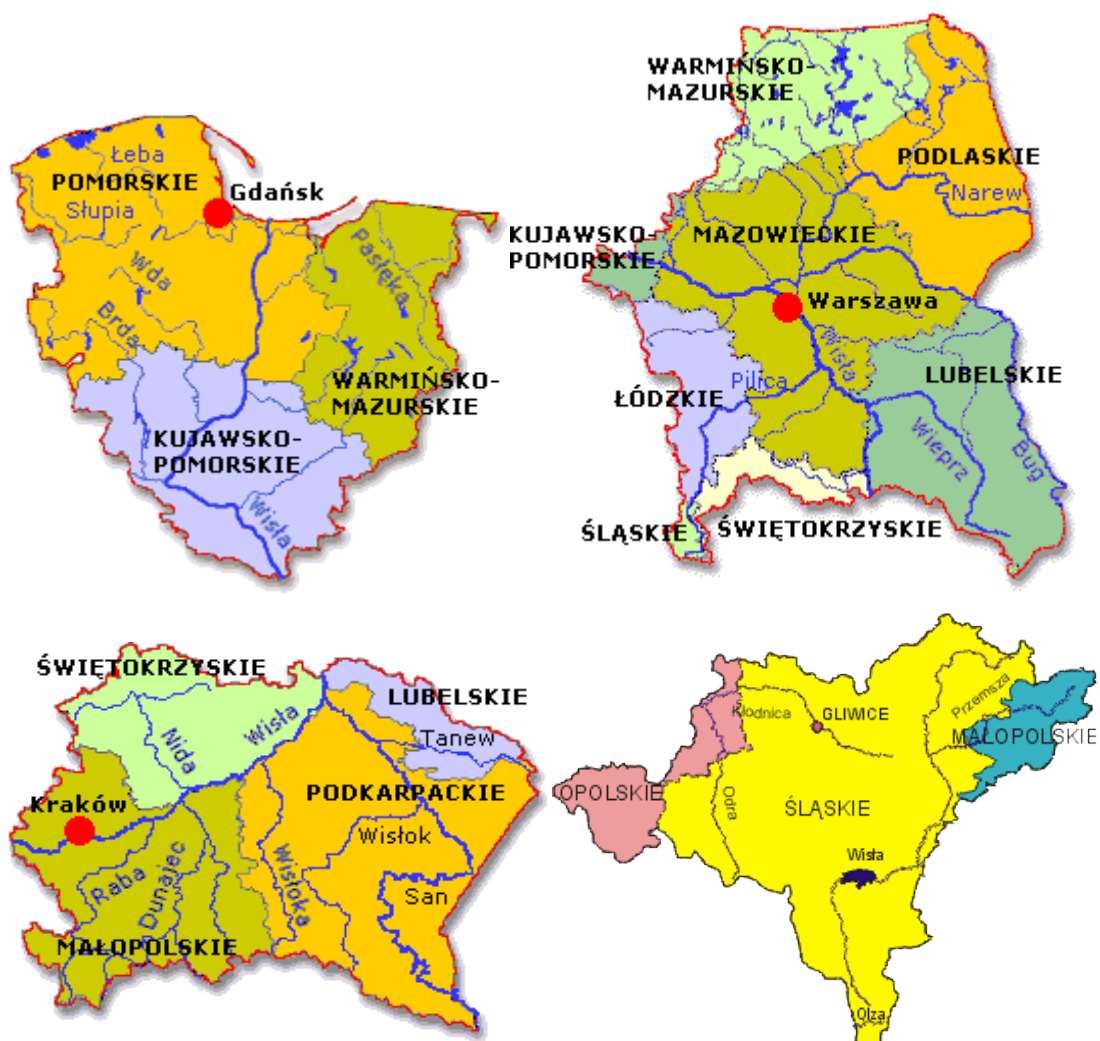 Łeba
POMORSKIE
Słupia
Gdańsk
Wda
Brda
Pasłęka
WARMIŃSKO-
MAZURSKIE
KUJAWSKO-
POMORSKIE
Wisła
WARMIŃSKO-
MAZURSKIE
PODLASKIE
Narew
KUJAWSKO-
POMORSKIE
MAZOWIECKIE
Warszawa
Wisła
LUBELSKIE
Pilica
ŁÓDZKIE
Wieprz
Bug
ŚLĄSKIE
ŚWIĘTOKRZYSKIE
ŚWIĘTOKRZYSKIE
LUBELSKIE
Wisła
Nida
Tanew
Kraków
PODKARPACKIE
Wisłok
Raba
Dunajec
Wisłoka
San
MAŁOPOLSKIE
Przemsza
Kłodnica
GLIWICE
MAŁOPOLSKIE
OPOLSKIE
Odra
ŚLĄSKIE
Wisła
Olza